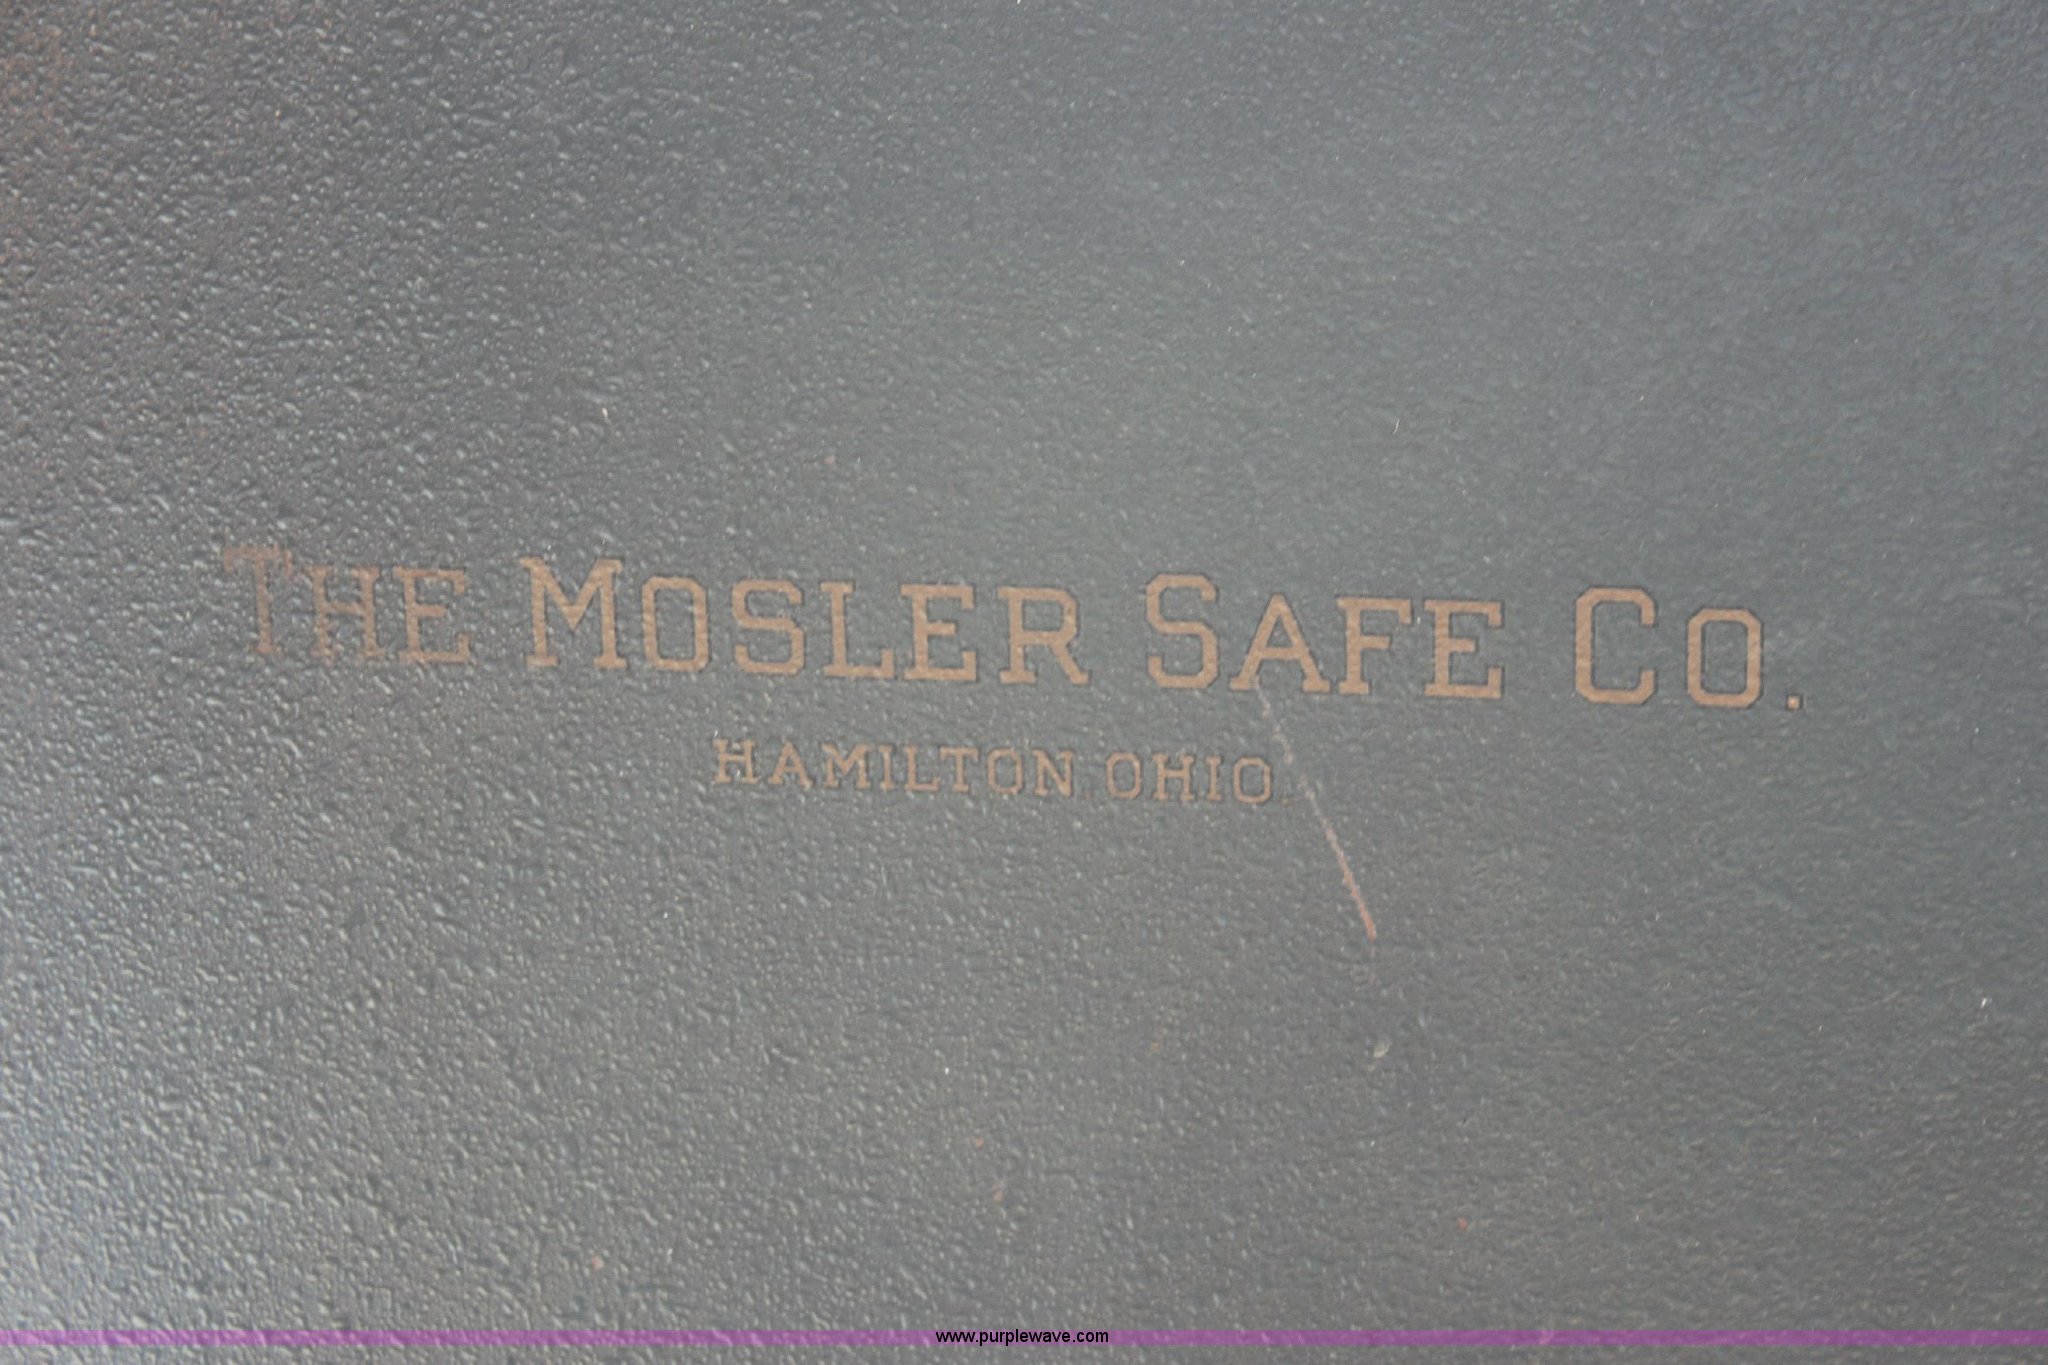 THE MOSLER SAFE CO.
HAMILTON, OHIO.
www.purplewave.com